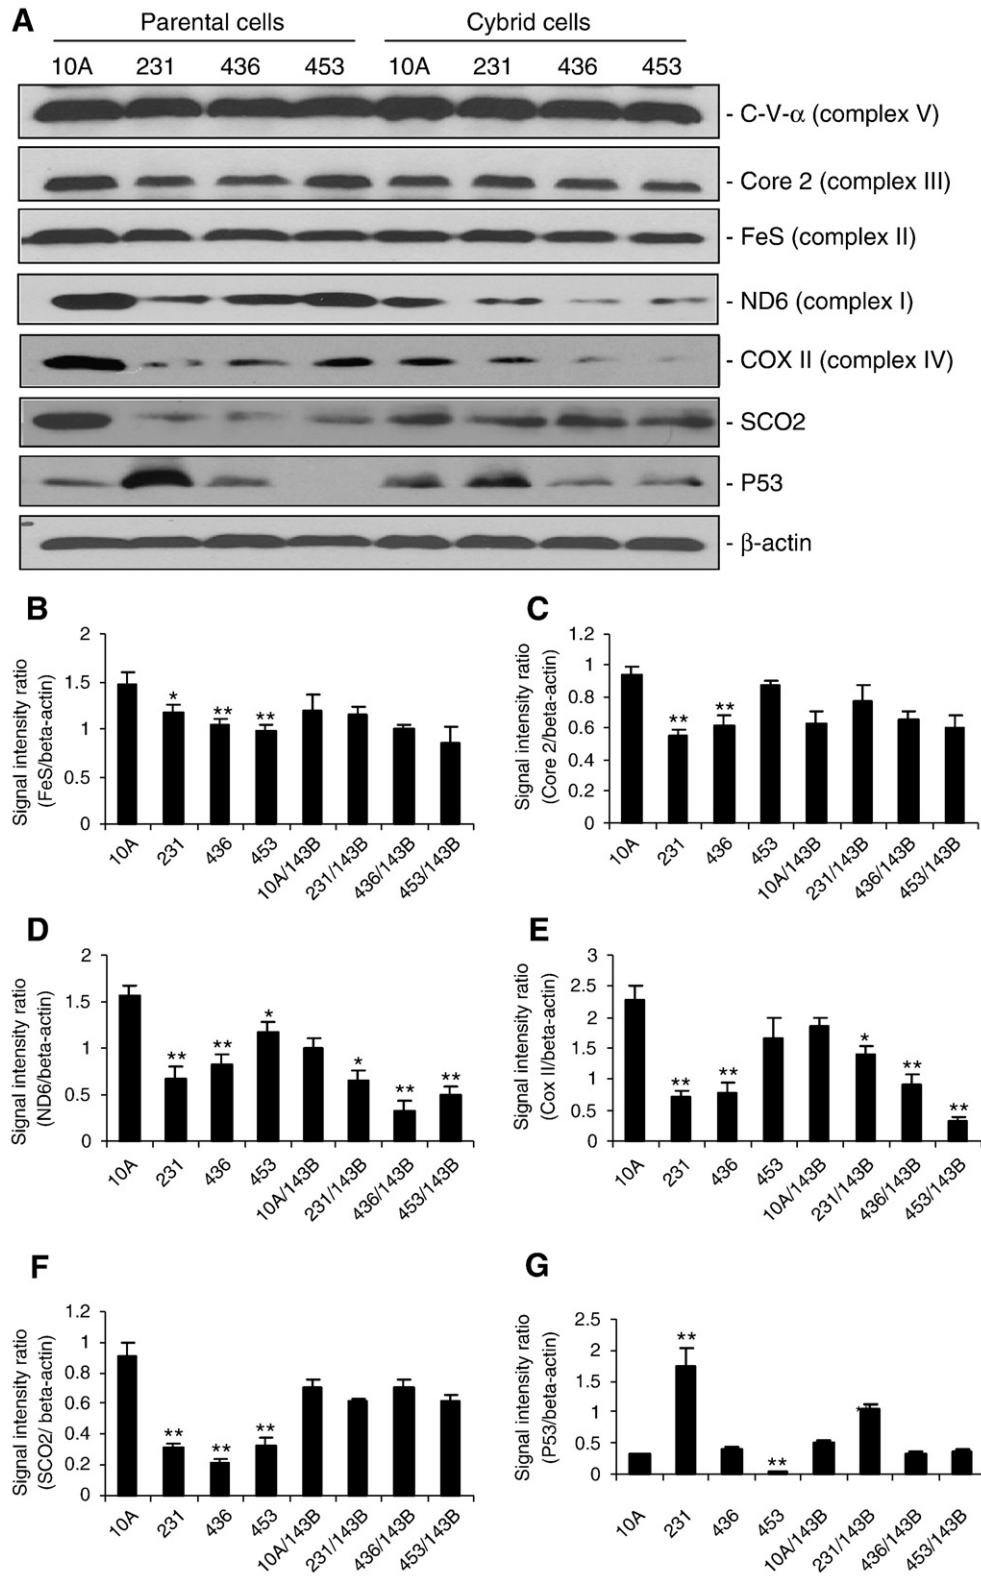 A
Parental cells Cybrid cells
10A 231 436 453 10A 231 436 453
- C-V-α (complex V)
- Core 2 (complex III)
- FeS (complex II)
- ND6 (complex I)
- COX II (complex IV)
- SCO2
- P53
- β-actin
B
Signal intensity ratio
(FeS/beta-actin)
2
1.5
1
0.5
0
* ** **
10A 231 436 453 10A/143B 231/143B 436/143B 453/143B
C
Signal intensity ratio
(Core 2/beta-actin)
1.2
1
0.8
0.6
0.4
0.2
0
** **
10A 231 436 453 10A/143B 231/143B 436/143B 453/143B
D
Signal intensity ratio
(ND6/beta-actin)
2
1.5
1
0.5
0
** ** * * ** **
10A 231 436 453 10A/143B 231/143B 436/143B 453/143B
E
Signal intensity ratio
(Cox II/beta-actin)
3
2.5
2
1.5
1
0.5
0
** ** * ** **
10A 231 436 453 10A/143B 231/143B 436/143B 453/143B
F
Signal intensity ratio
(SCO2/ beta-actin)
1.2
1
0.8
0.6
0.4
0.2
0
** ** **
10A 231 436 453 10A/143B 231/143B 436/143B 453/143B
G
Signal intensity ratio
(P53/beta-actin)
2.5
2
1.5
1
0.5
0
** ** *
10A 231 436 453 10A/143B 231/143B 436/143B 453/143B